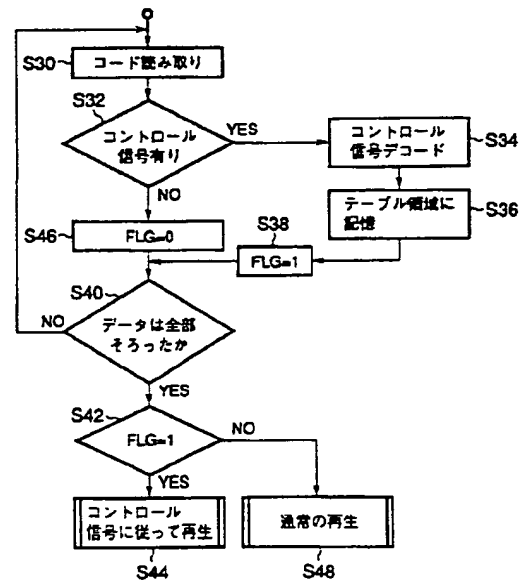 S30
コード読み取り
S32
コントロール
信号有り
YES
コントロール
信号デコード
S34
NO
テーブル領域に
記憶
S36
S46
FLG=0
S38
FLG=1
S40
NO
データは全部
そろったか
YES
S42
FLG=1
NO
YES
コントロール
信号に従って再生
通常の再生
S44
S48